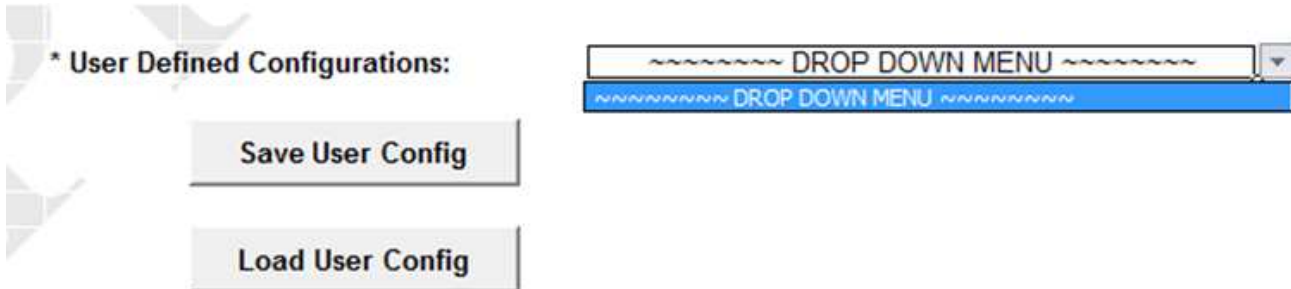 * User Defined Configurations: ~~~~~~~~ DROP DOWN MENU ~~~~~~~~
~~~~~~~~ DROP DOWN MENU ~~~~~~~~
Save User Config
Load User Config